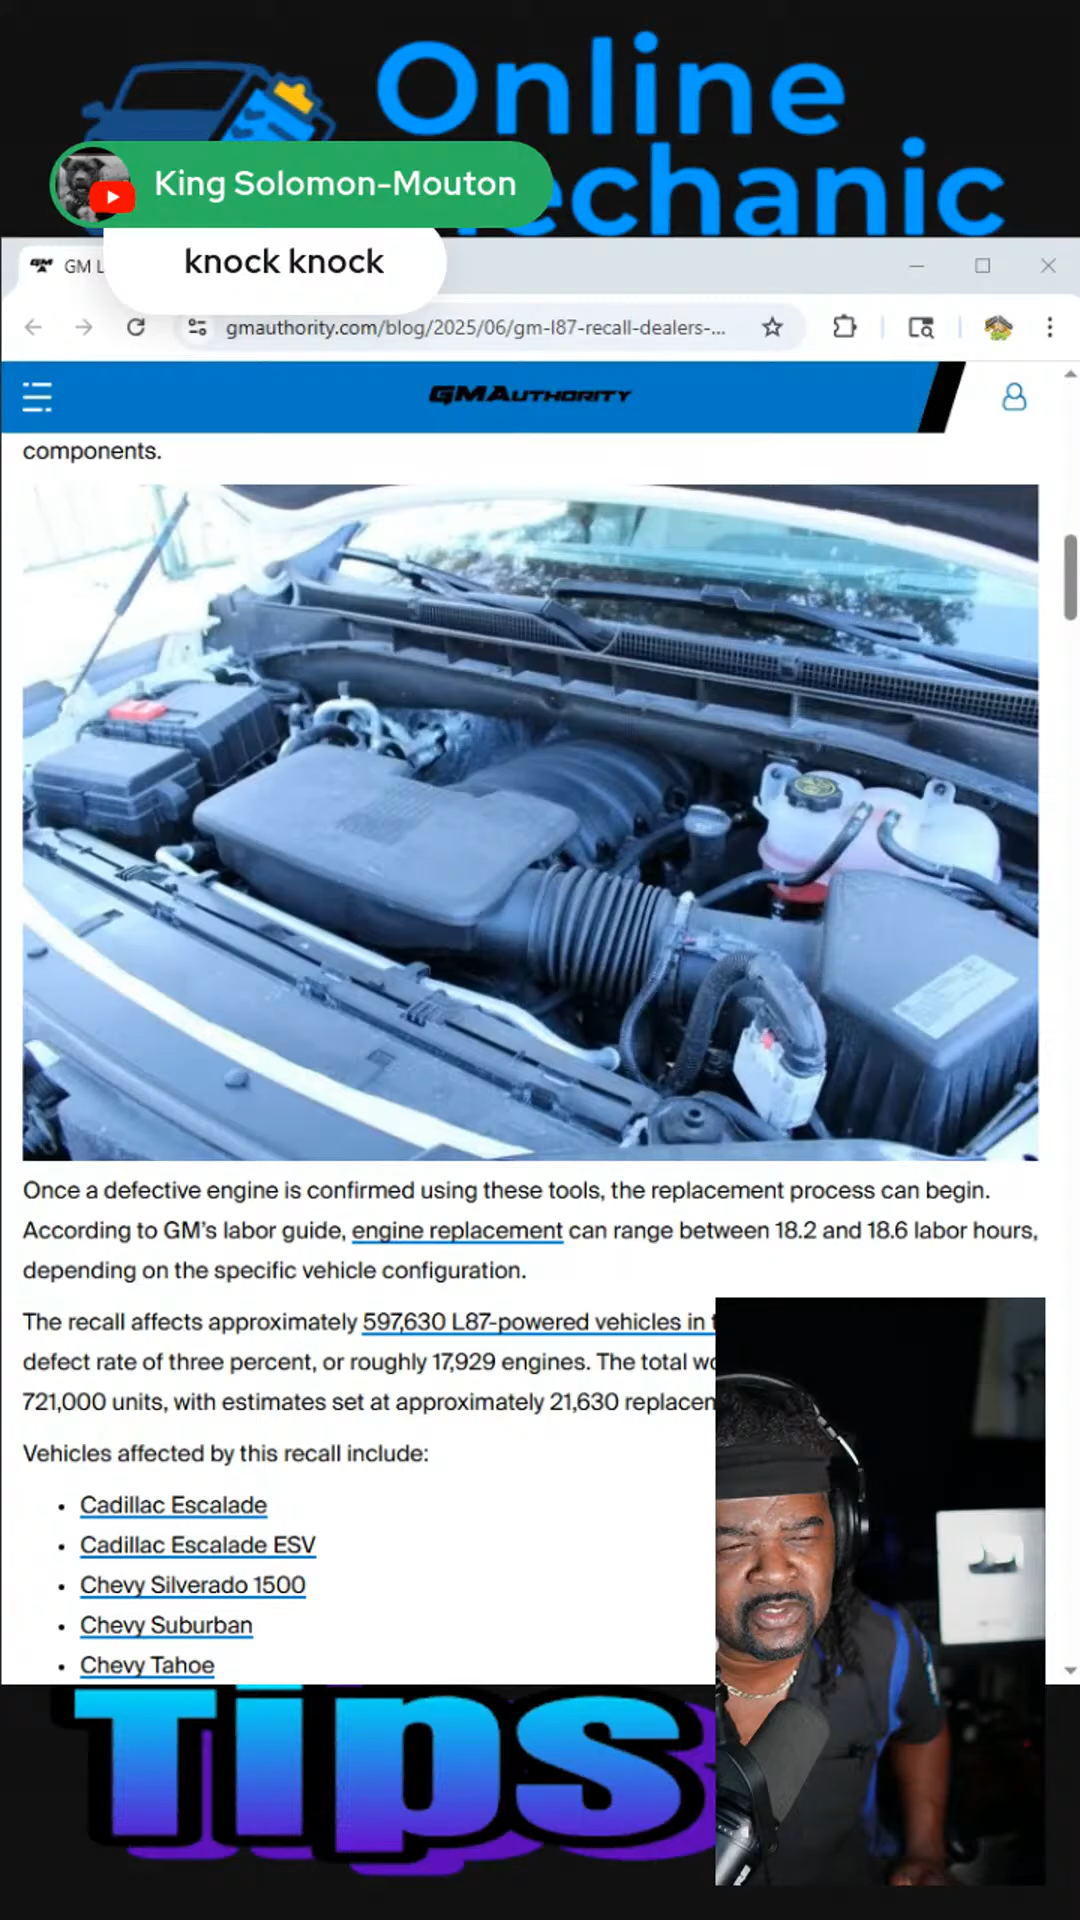 Online
echanic
King Solomon-Mouton
knock knock
GM L
gmauthority.com/blog/2025/06/gm-l87-recall-dealers-...
GMAUTHORITY
components.
Once a defective engine is confirmed using these tools, the replacement process can begin.
According to GM's labor guide, engine replacement can range between 18.2 and 18.6 labor hours,
depending on the specific vehicle configuration.
The recall affects approximately 597,630 L87-powered vehicles in
defect rate of three percent, or roughly 17,929 engines. The total
721,000 units, with estimates set at approximately 21,630
Vehicles affected by this recall include:
• Cadillac Escalade
• Cadillac Escalade ESV
• Chevy Silverado 1500
• Chevy Suburban
• Chevy Tahoe
Tips